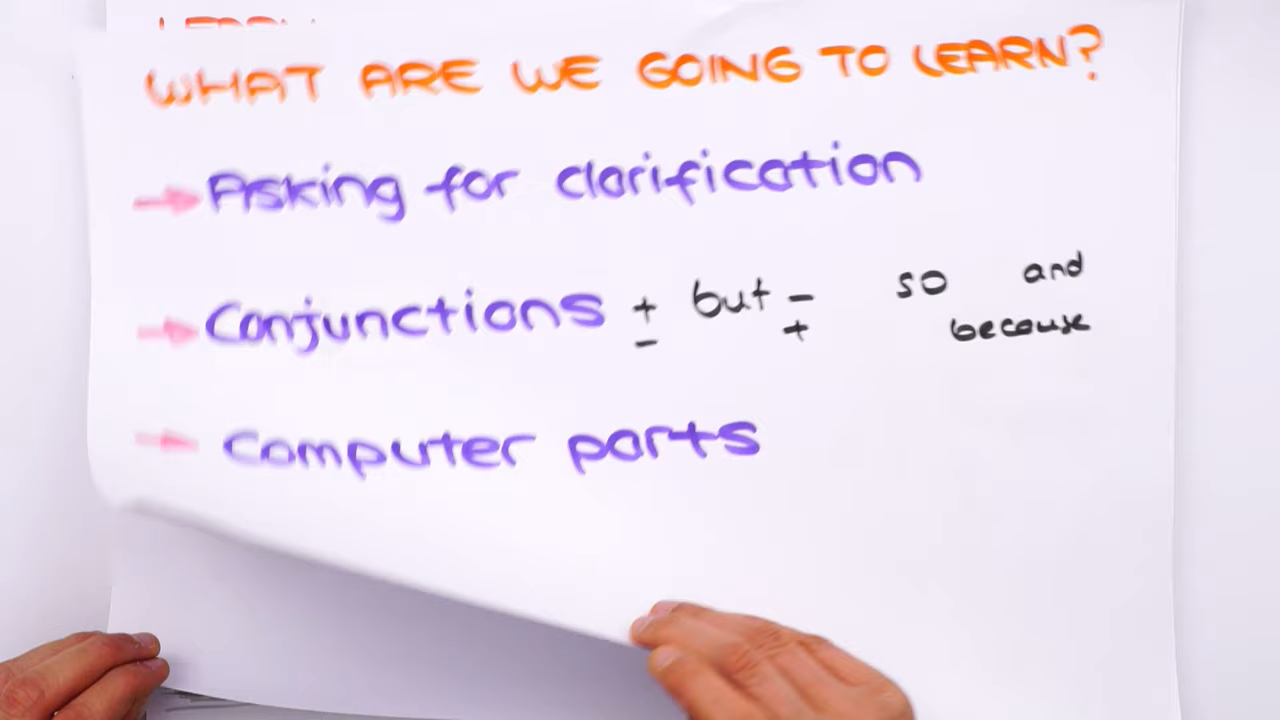 WHAT ARE WE GOING TO LEARN?
Asking for clarification
Conjunctions + but - so and
- + because
Computer parts